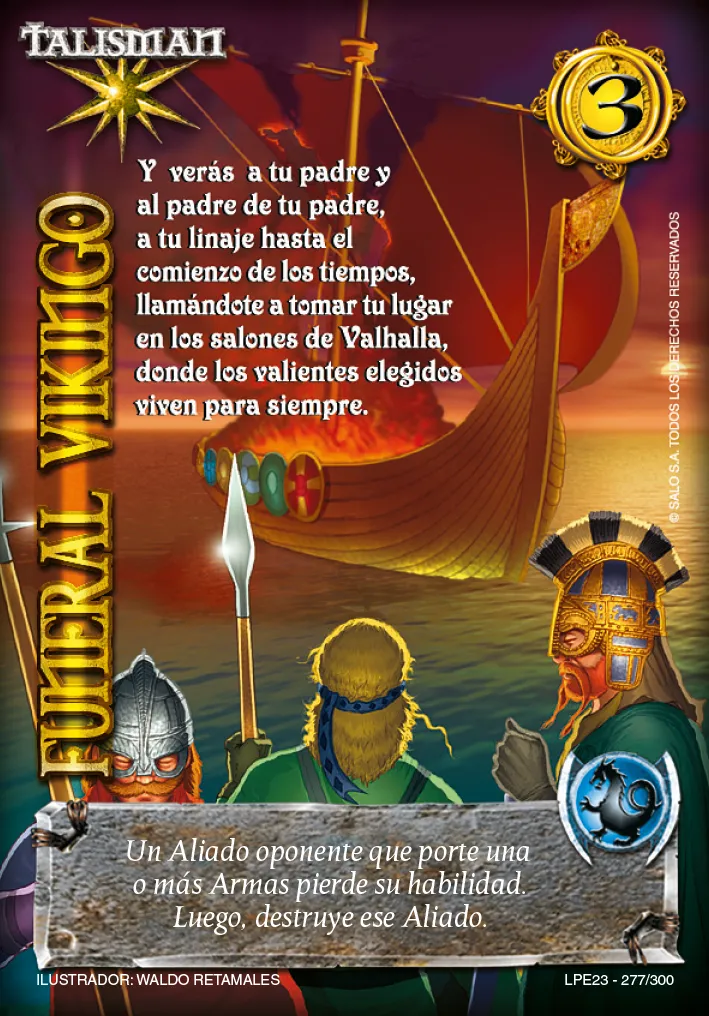 TALISMAN
3
Y verás a tu padre y
al padre de tu padre,
a tu linaje hasta el
comienzo de los tiempos,
llamándote a tomar tu lugar
en los salones de Valhalla,
donde los valientes elegidos
viven para siempre.
FUNERAL VIKINGO
© SALO S.A. TODOS LOS DERECHOS RESERVADOS
Un Aliado oponente que porte una
o más Armas pierde su habilidad.
Luego, destruye ese Aliado.
ILUSTRADOR: WALDO RETAMALES
LPE23 - 277/300